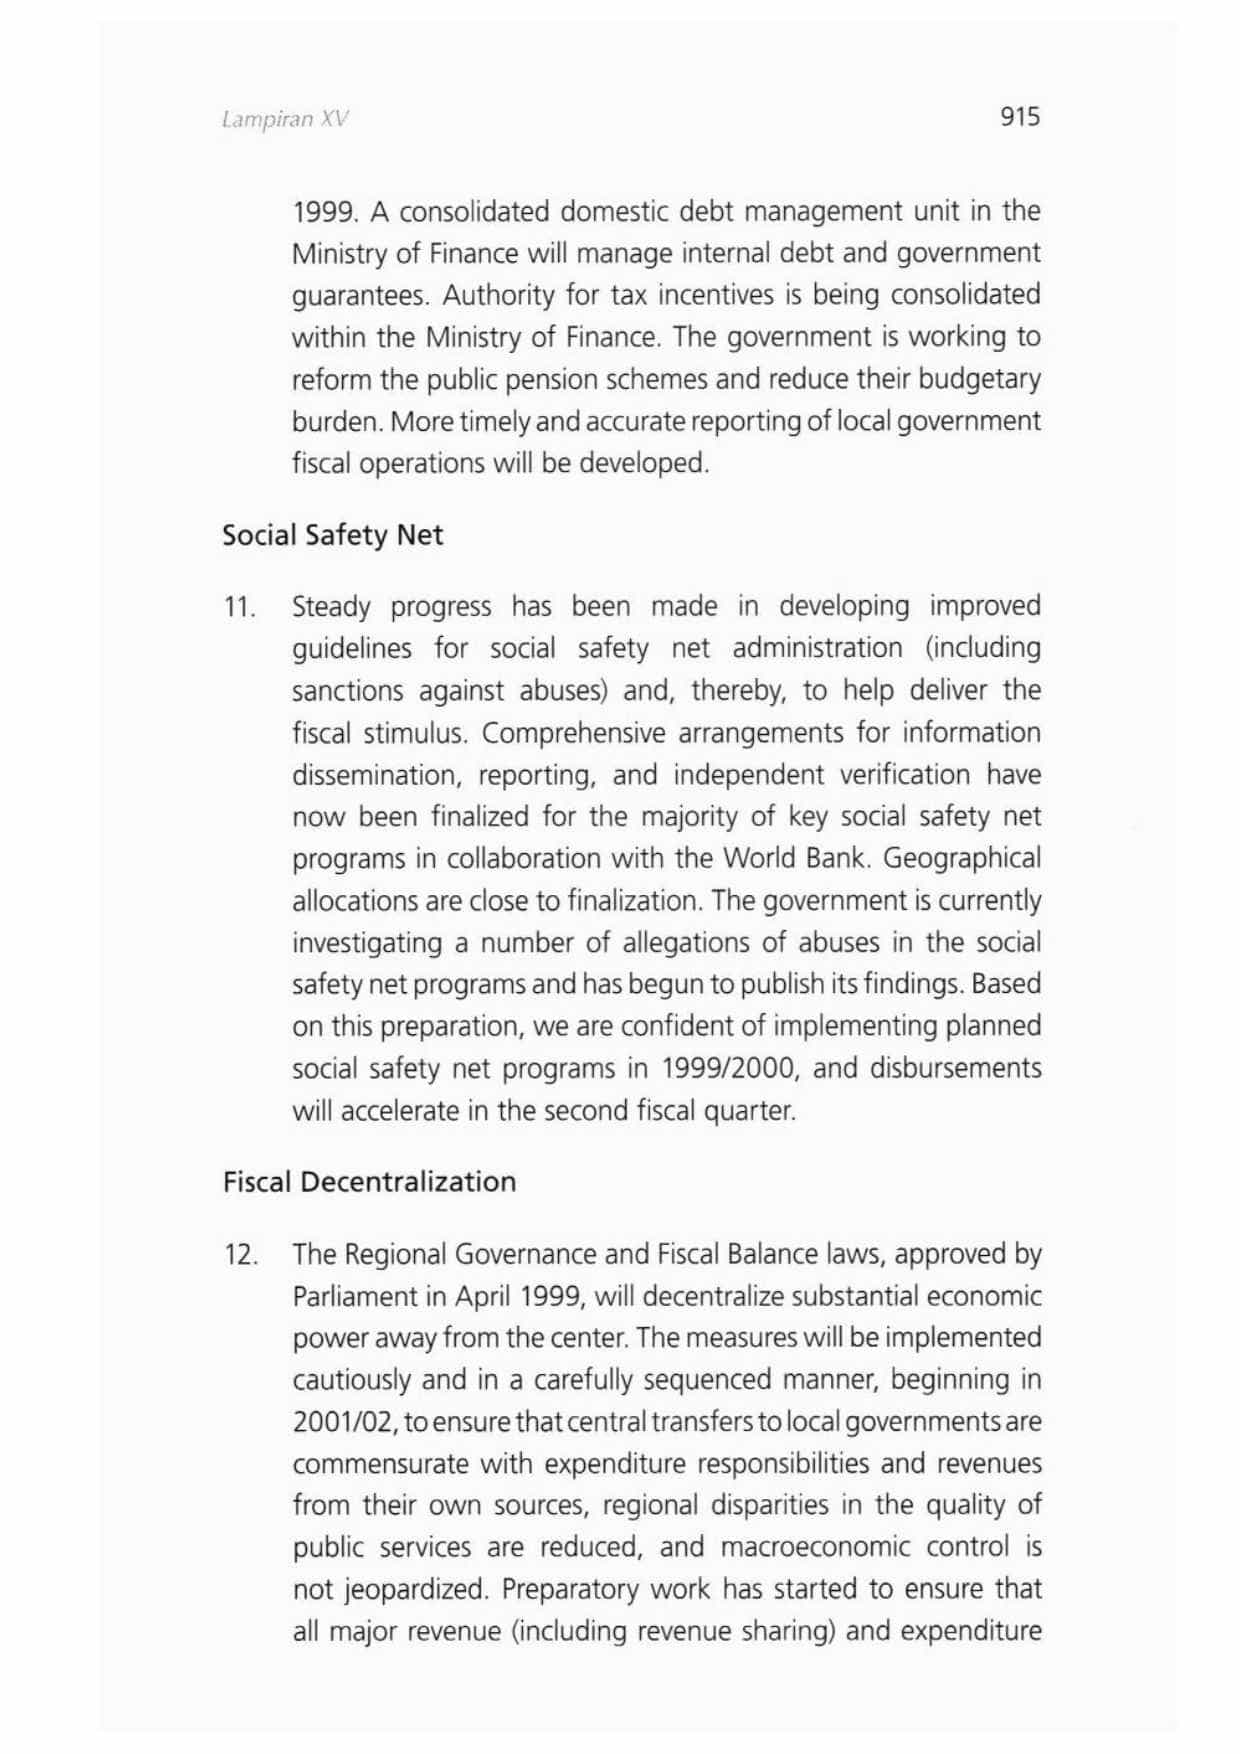 Lampiran XV
915
1999. A consolidated domestic debt management unit in the
Ministry of Finance will manage internal debt and government
guarantees. Authority for tax incentives is being consolidated
within the Ministry of Finance. The government is working to
reform the public pension schemes and reduce their budgetary
burden. More timely and accurate reporting of local government
fiscal operations will be developed.
Social Safety Net
11. Steady progress has been made in developing improved
guidelines for social safety net administration (including
sanctions against abuses) and, thereby, to help deliver the
fiscal stimulus. Comprehensive arrangements for information
dissemination, reporting, and independent verification have
now been finalized for the majority of key social safety net
programs in collaboration with the World Bank. Geographical
allocations are close to finalization. The government is currently
investigating a number of allegations of abuses in the social
safety net programs and has begun to publish its findings. Based
on this preparation, we are confident of implementing planned
social safety net programs in 1999/2000, and disbursements
will accelerate in the second fiscal quarter.
Fiscal Decentralization
12. The Regional Governance and Fiscal Balance laws, approved by
Parliament in April 1999, will decentralize substantial economic
power away from the center. The measures will be implemented
cautiously and in a carefully sequenced manner, beginning in
2001/02, to ensure that central transfers to local governments are
commensurate with expenditure responsibilities and revenues
from their own sources, regional disparities in the quality of
public services are reduced, and macroeconomic control is
not jeopardized. Preparatory work has started to ensure that
all major revenue (including revenue sharing) and expenditure